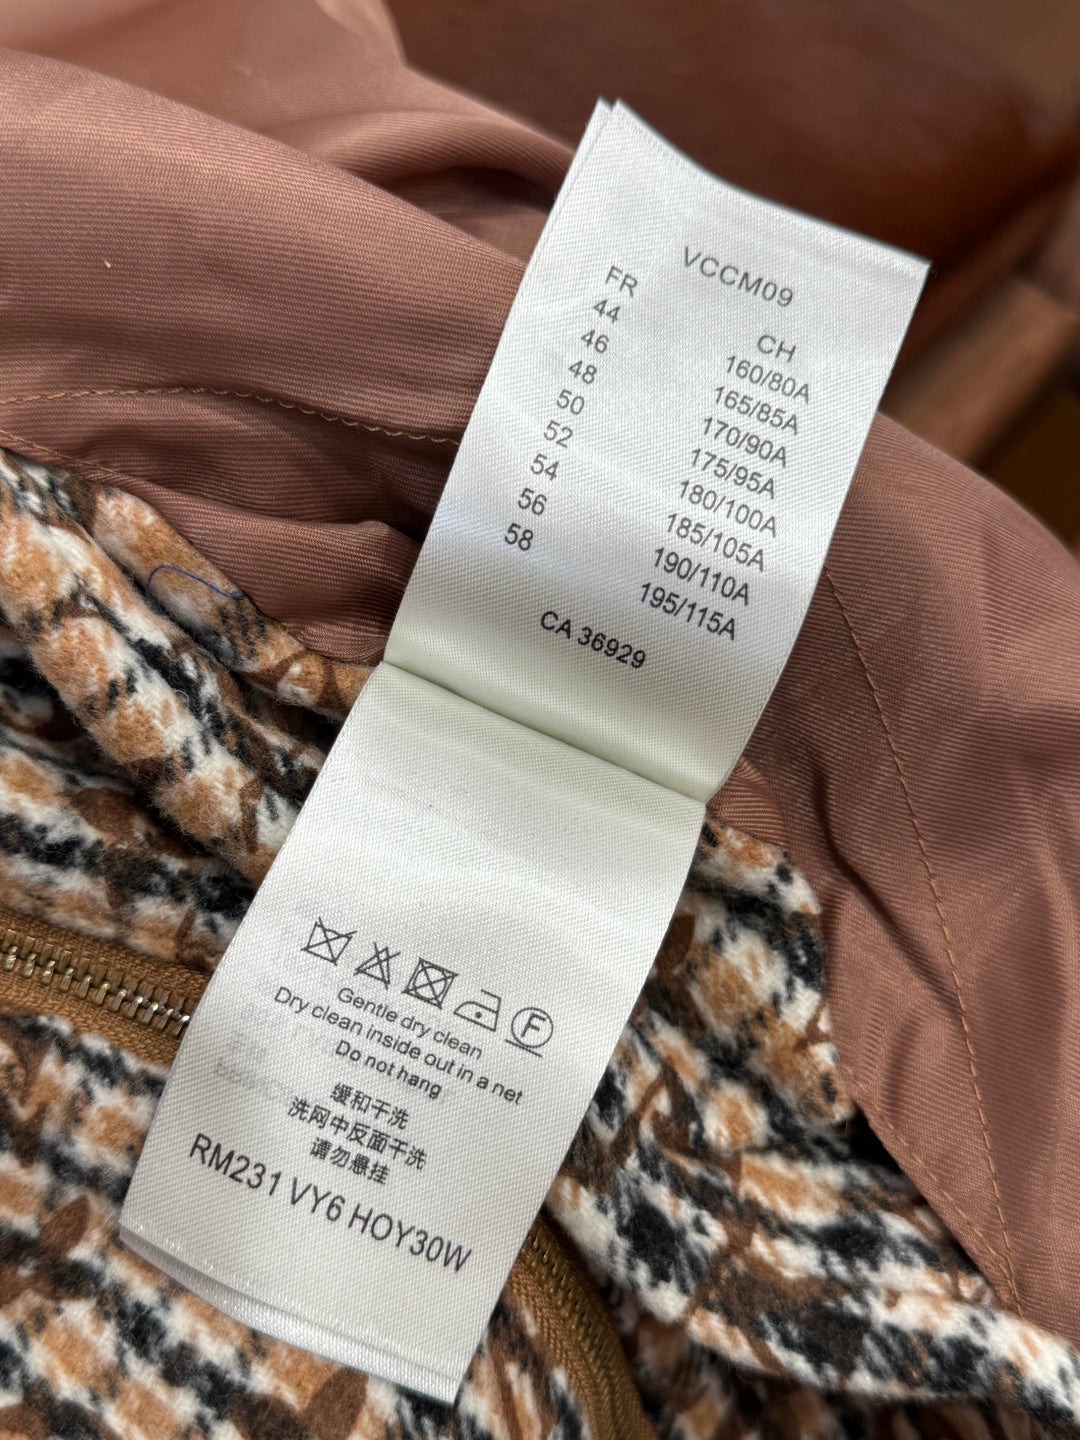 VCCM09
FR CH
44 160/80A
46 165/85A
48 170/90A
50 175/95A
52 180/100A
54 185/105A
56 190/110A
58 195/115A
CA 36929
F
Gentle dry clean
Dry clean inside out in a net
Do not hang
缓和干洗
洗网中反面干洗
请勿悬挂
RM231 VY6 HOY30W